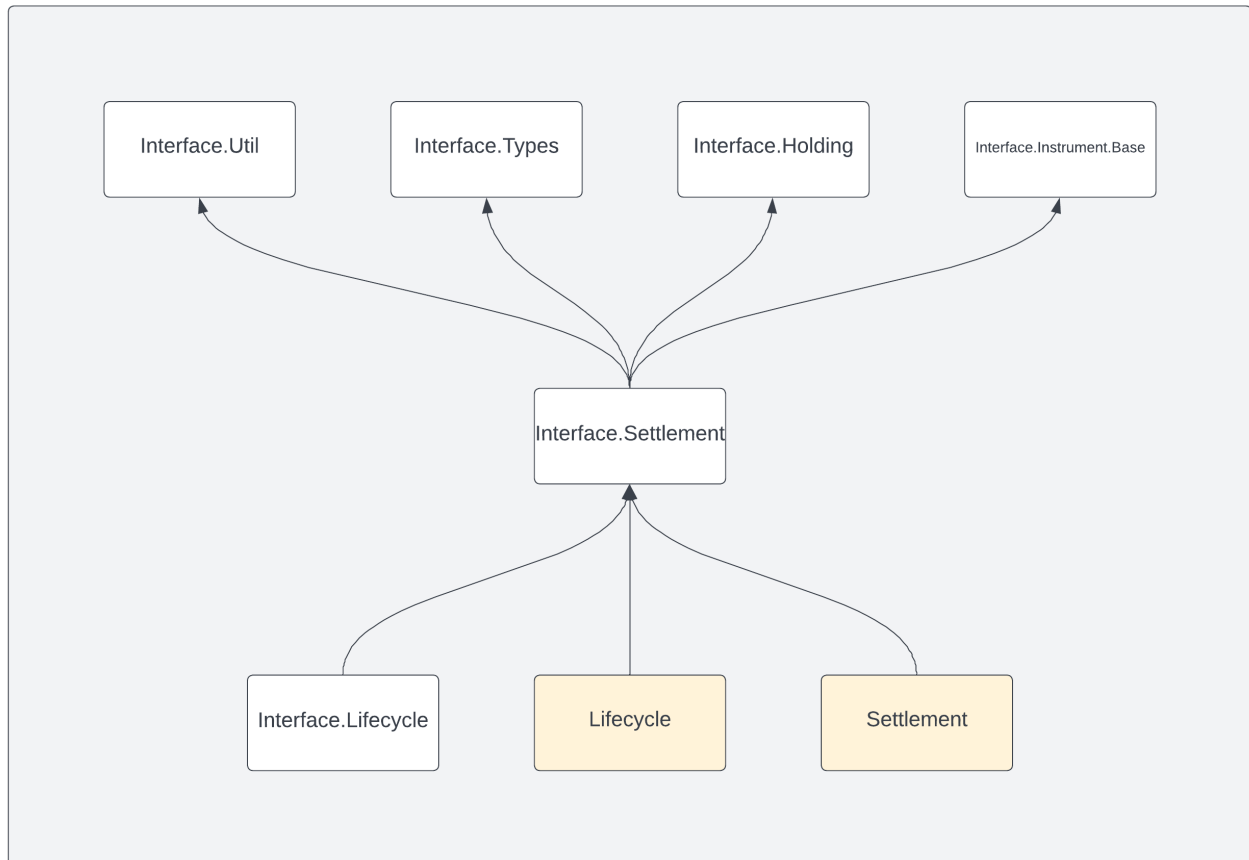 Interface.Util
Interface.Types
Interface.Holding
Interface.Instrument.Base
Interface.Settlement
Interface.Lifecycle
Lifecycle
Settlement